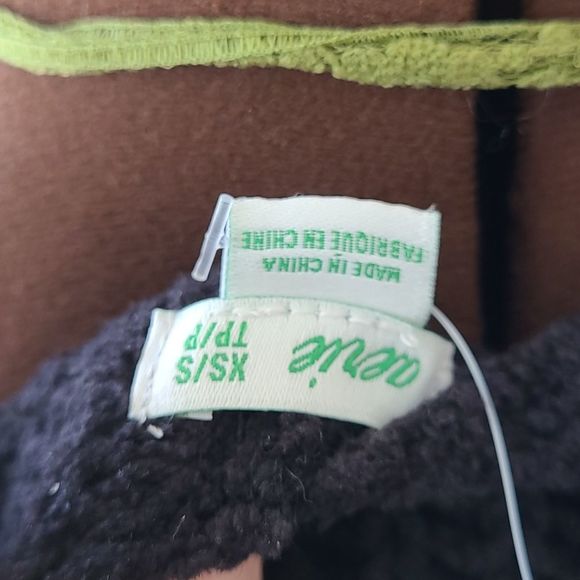 aerie
XS/S
TP/P
MADE IN CHINA
FABRIQUE EN CHINE